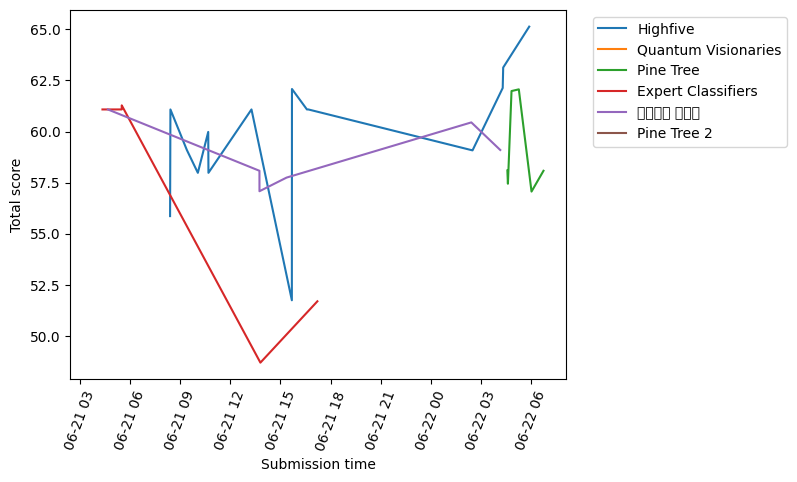 Total score
65.0
62.5
60.0
57.5
55.0
52.5
50.0
06-21 03
06-21 06
06-21 09
06-21 12
06-21 15
06-21 18
06-21 21
06-22 00
06-22 03
06-22 06
Submission time
Highfive
Quantum Visionaries
Pine Tree
Expert Classifiers
Pine Tree 2